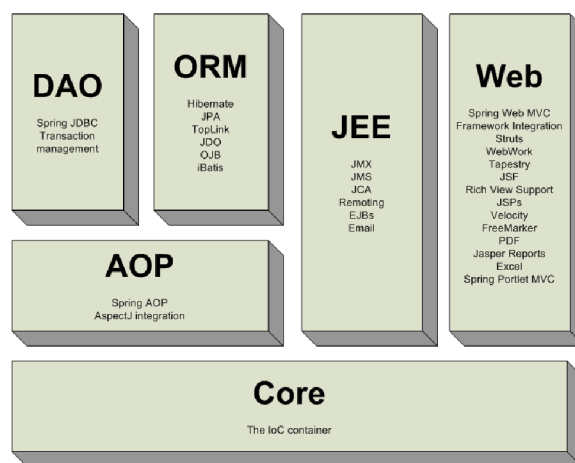 DAO
Spring JDBC
Transaction
management
ORM
Hibernate
JPA
TopLink
JDO
OJB
iBatis
JEE
JMX
JMS
JCA
Remoting
EJBs
Email
Web
Spring Web MVC
Framework Integration
Struts
WebWork
Tapestry
JSF
Rich View Support
JSPs
Velocity
FreeMarker
PDF
Jasper Reports
Excel
Spring Portlet MVC
AOP
Spring AOP
AspectJ integration
Core
The IoC container